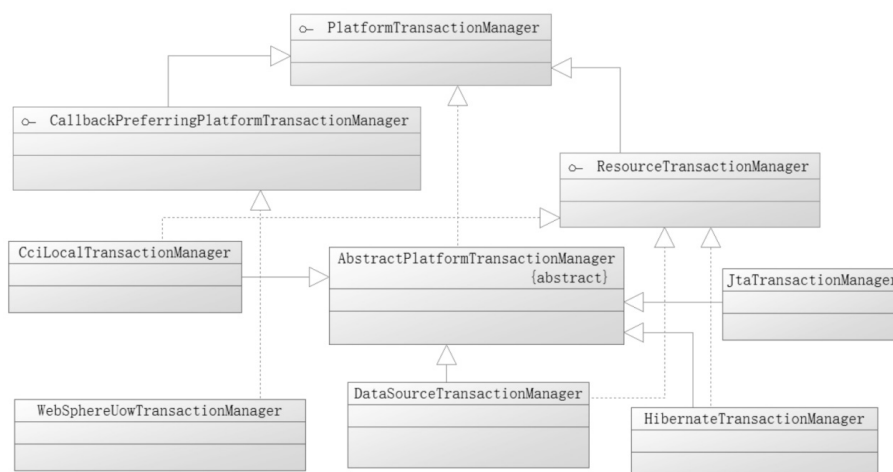 PlatformTransactionManager
CallbackPreferringPlatformTransactionManager
ResourceTransactionManager
CciLocalTransactionManager
AbstractPlatformTransactionManager
{abstract}
JtaTransactionManager
DataSourceTransactionManager
WebSphereUowTransactionManager
HibernateTransactionManager